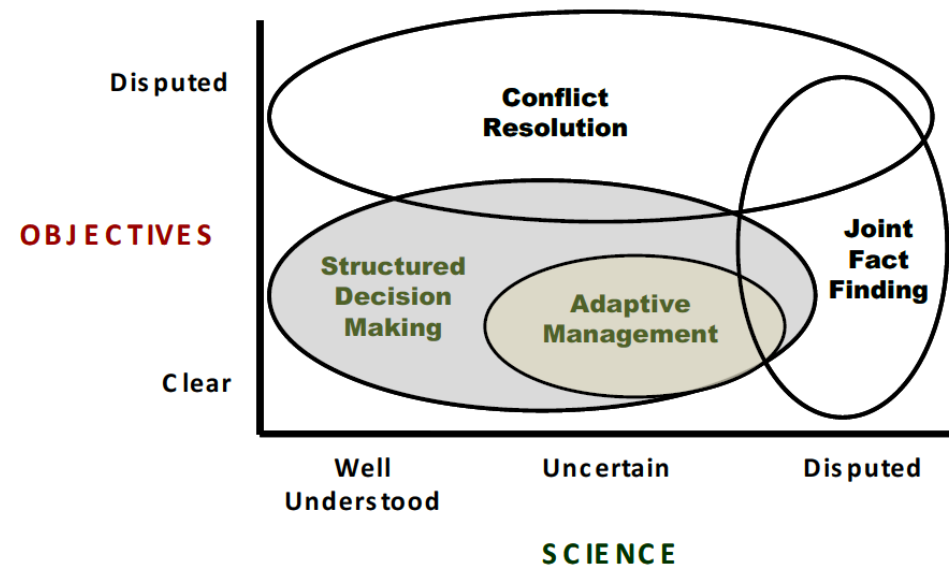 Disputed
Conflict
Resolution
OBJECTIVES
Joint
Fact
Finding
Structured
Decision
Making
Adaptive
Management
Clear
Well
Understood
Uncertain
Disputed
SCIENCE